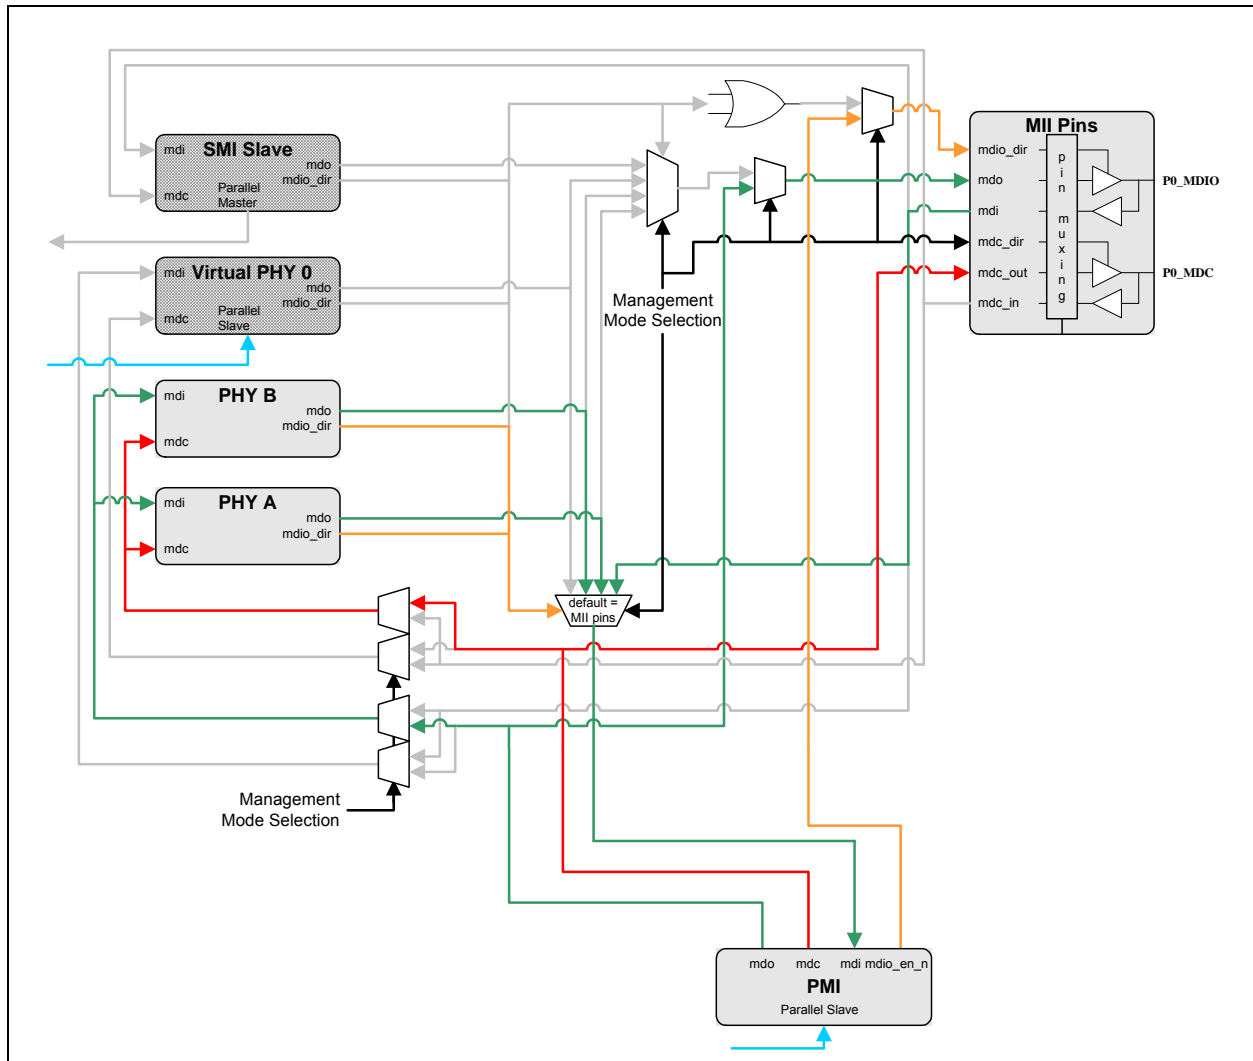 SMI Slave
mdi
mdo
mdio_dir
mdc
Parallel
Master
Virtual PHY 0
mdi
mdo
mdio_dir
mdc
Parallel
Slave
PHY B
mdi
mdo
mdio_dir
mdc
PHY A
mdi
mdo
mdio_dir
mdc
MII Pins
mdio_dir
mdo
mdi
mdc_dir
mdc_out
mdc_in
pin muxing
P0_MDIO
P0_MDC
Management
Mode Selection
default =
MII pins
Management
Mode Selection
mdo mdc mdi mdio_en_n
PMI
Parallel Slave